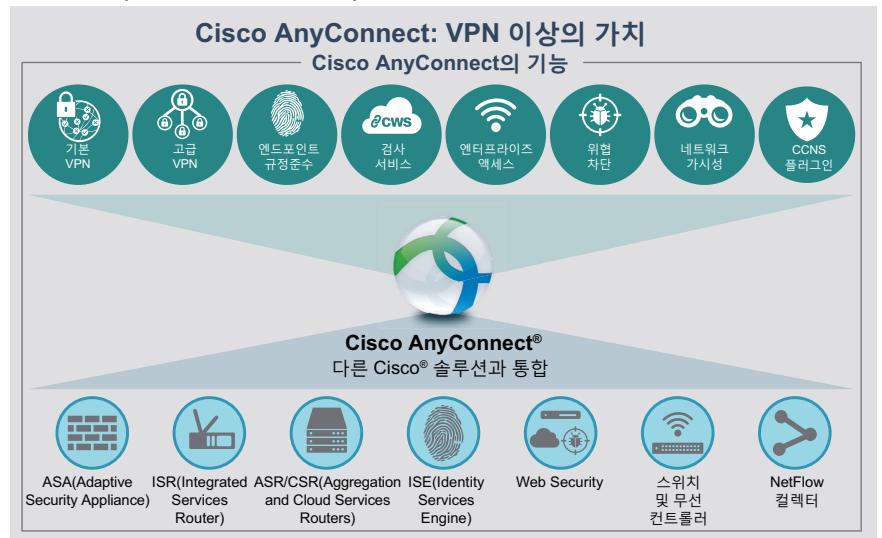 Cisco AnyConnect: VPN 이상의 가치
Cisco AnyConnect의 기능
기본
VPN
고급
VPN
엔드포인트
규정준수
cws
검사
서비스
엔터프라이즈
액세스
위협
차단
네트워크
가시성
CCNS
플러그인
Cisco AnyConnect®
다른 Cisco® 솔루션과 통합
ASA(Adaptive
Security Appliance)
ISR(Integrated
Services
Router)
ASR/CSR(Aggregation
and Cloud Services
Routers)
ISE(Identity
Services
Engine)
Web Security
스위치
및 무선
컨트롤러
NetFlow
컬렉터